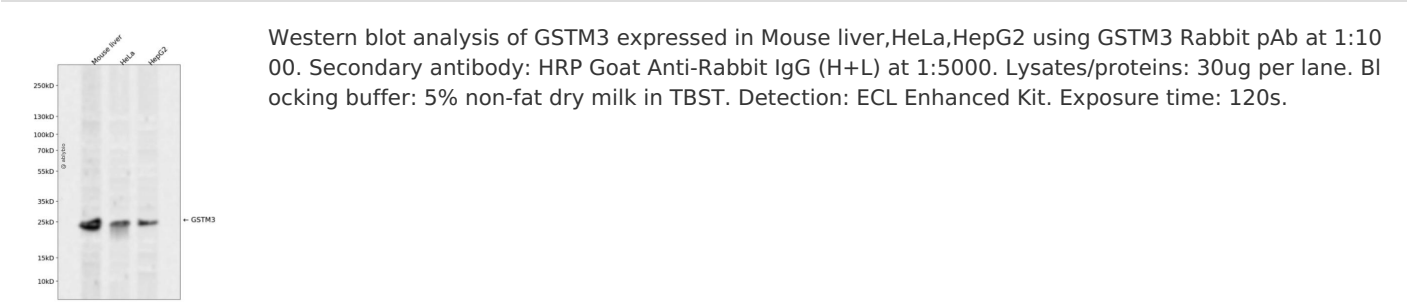 Mouse liver
HeLa
HepG2
Western blot analysis of GSTM3 expressed in Mouse liver,HeLa,HepG2 using GSTM3 Rabbit pAb at 1:10
00. Secondary antibody: HRP Goat Anti-Rabbit IgG (H+L) at 1:5000. Lysates/proteins: 30ug per lane. Bl
ocking buffer: 5% non-fat dry milk in TBST. Detection: ECL Enhanced Kit. Exposure time: 120s.
250kD
130kD
100kD
70kD
55kD
35kD
25kD
← GSTM3
15kD
10kD